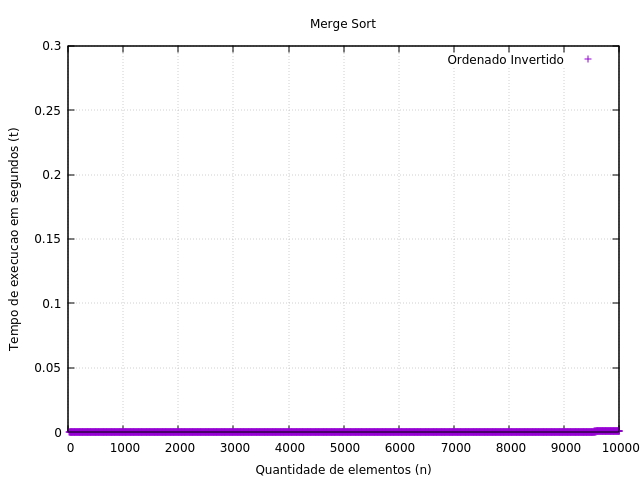 Merge Sort
Ordenado Invertido
0.3
0.25
0.2
0.15
0.1
0.05
0
Tempo de execucao em segundos (t)
0 1000 2000 3000 4000 5000 6000 7000 8000 9000 10000
Quantidade de elementos (n)